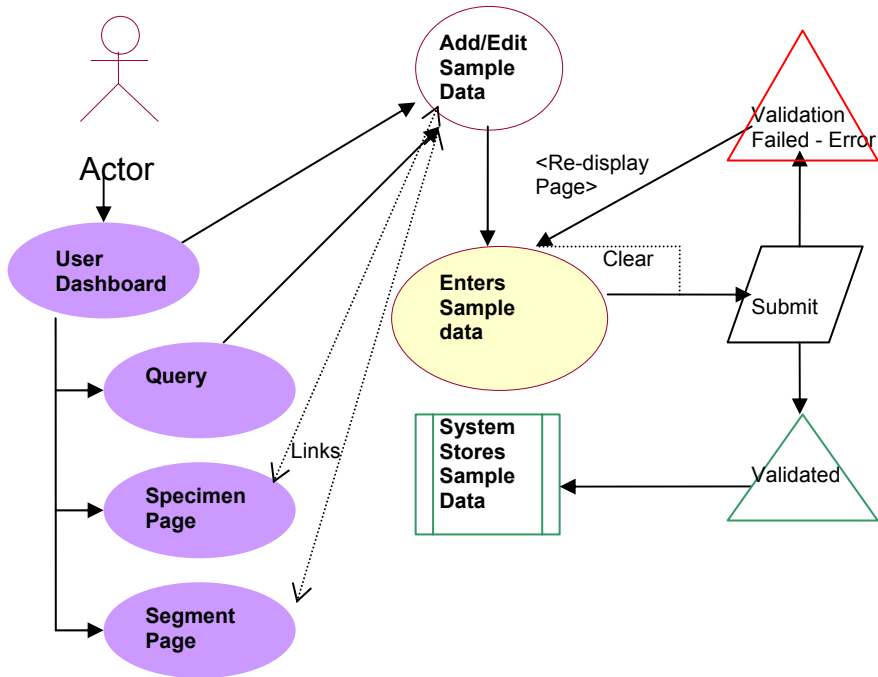 Add/Edit
Sample
Data
Validation
Failed - Error
Actor
<Re-display
Page>
User
Dashboard
Clear
Enters
Sample
data
Submit
Query
System
Stores
Sample
Data
Links
Validated
Specimen
Page
Segment
Page